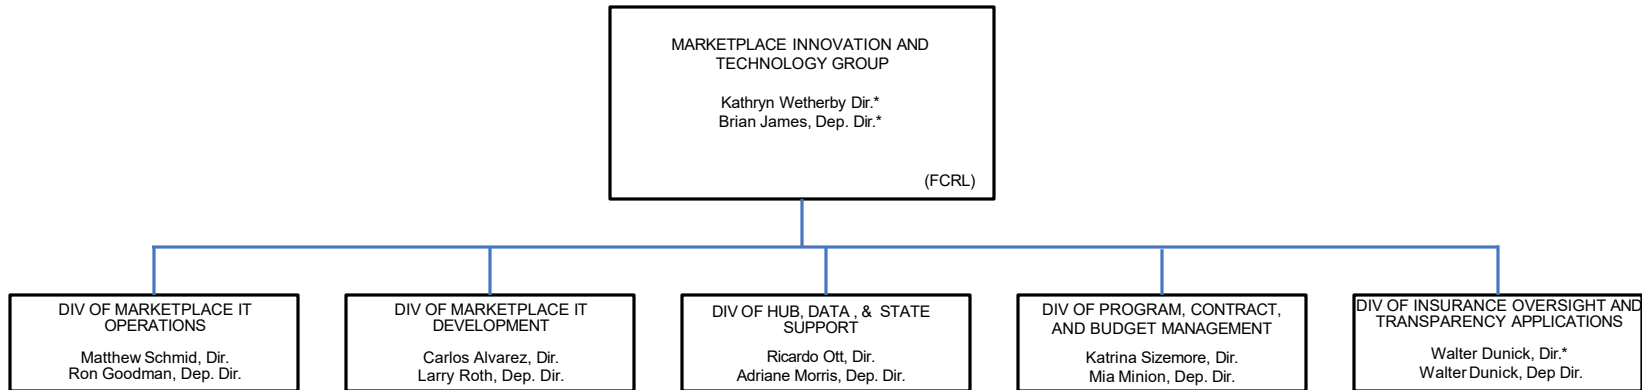 MARKETPLACE INNOVATION AND
TECHNOLOGY GROUP
Kathryn Wetherby Dir.*
Brian James, Dep. Dir.*
(FCRL)
DIV OF MARKETPLACE IT
OPERATIONS
Matthew Schmid, Dir.
Ron Goodman, Dep. Dir.
DIV OF MARKETPLACE IT
DEVELOPMENT
Carlos Alvarez, Dir.
Larry Roth, Dep. Dir.
DIV OF HUB, DATA , & STATE
SUPPORT
Ricardo Ott, Dir.
Adriane Morris, Dep. Dir.
DIV OF PROGRAM, CONTRACT,
AND BUDGET MANAGEMENT
Katrina Sizemore, Dir.
Mia Minion, Dep. Dir.
DIV OF INSURANCE OVERSIGHT AND
TRANSPARENCY APPLICATIONS
Walter Dunick, Dir.*
Walter Dunick, Dep Dir.